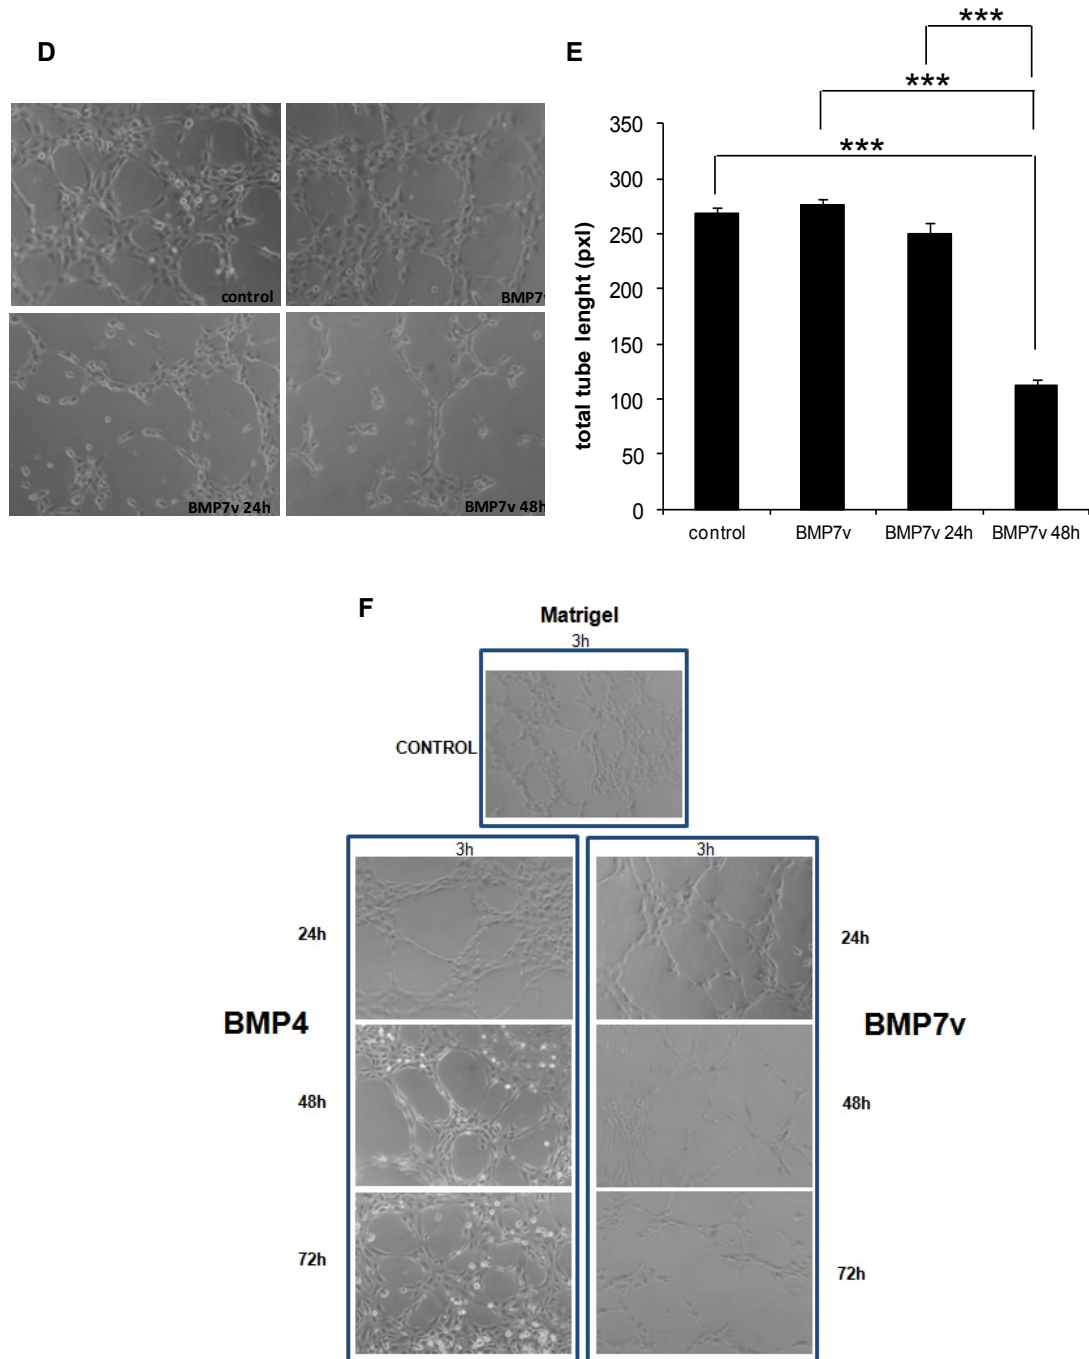 D
control
BMP7v
BMP7v 24h
BMP7v 48h
E
***
***
***
total tube lenght (pxl)
350
300
250
200
150
100
50
0
control
BMP7v
BMP7v 24h
BMP7v 48h
F
Matrigel
3h
CONTROL
3h
3h
24h
24h
BMP4
BMP7v
48h
48h
72h
72h